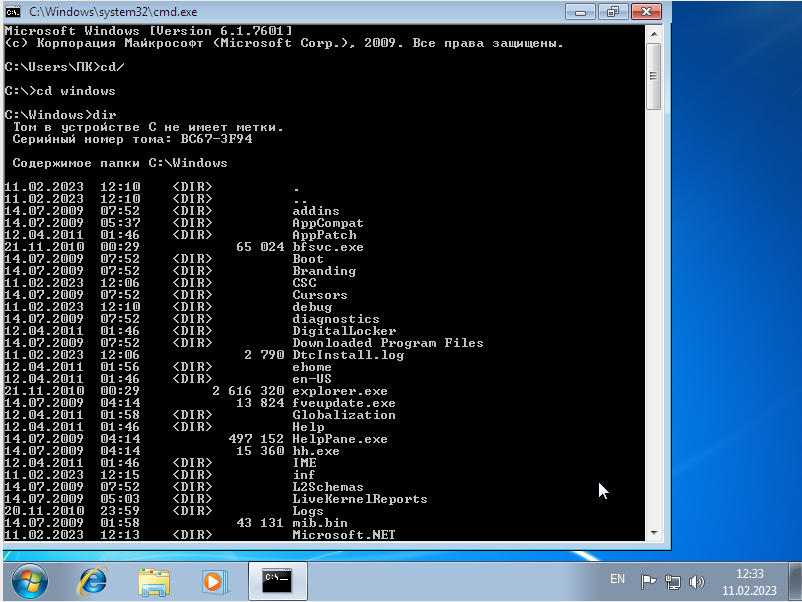 C:\Windows\system32\cmd.exe
Microsoft Windows [Version 6.1.7601]
(c) Корпорация Майкрософт (Microsoft Corp.), 2009. Все права защищены.
C:\Users\ПК>cd/
C:\>cd windows
C:\Windows>dir
Том в устройстве C не имеет метки.
Серийный номер тома: BC67-3F94
Содержимое папки C:\Windows
11.02.2023 12:10 <DIR> .
11.02.2023 12:10 <DIR> ..
14.07.2009 07:52 <DIR> addins
14.07.2009 05:37 <DIR> AppCompat
12.04.2011 01:46 <DIR> AppPatch
21.11.2010 00:29 65 024 bfsvc.exe
14.07.2009 07:52 <DIR> Boot
14.07.2009 07:52 <DIR> Branding
11.02.2023 12:06 <DIR> CSC
14.07.2009 07:52 <DIR> Cursors
11.02.2023 12:10 <DIR> debug
14.07.2009 07:52 <DIR> diagnostics
12.04.2011 01:46 <DIR> DigitalLocker
14.07.2009 07:52 <DIR> Downloaded Program Files
11.02.2023 12:06 2 790 DtcInstall.log
12.04.2011 01:56 <DIR> ehome
12.04.2011 01:46 <DIR> en-US
21.11.2010 00:29 2 616 320 explorer.exe
14.07.2009 04:14 13 824 fveupdate.exe
12.04.2011 01:58 <DIR> Globalization
12.04.2011 01:46 <DIR> Help
14.07.2009 04:14 497 152 HelpPane.exe
14.07.2009 04:14 15 360 hh.exe
12.04.2011 01:46 <DIR> IME
11.02.2023 12:15 <DIR> inf
14.07.2009 07:52 <DIR> L2Schemas
14.07.2009 05:03 <DIR> LiveKernelReports
20.11.2010 23:59 <DIR> Logs
14.07.2009 01:58 43 131 mib.bin
11.02.2023 12:13 <DIR> Microsoft.NET
EN
12:33
11.02.2023